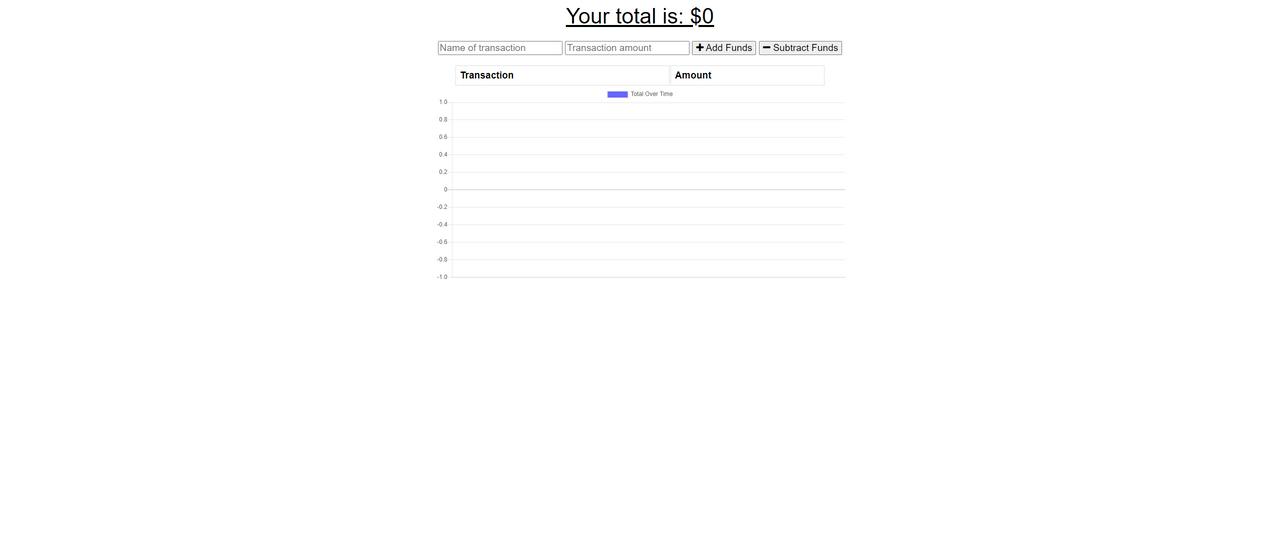 Your total is: $0
Name of transaction Transaction amount Add Funds Subtract Funds
Transaction Amount
Total Over Time
1.0
0.8
0.6
0.4
0.2
0
-0.2
-0.4
-0.6
-0.8
-1.0